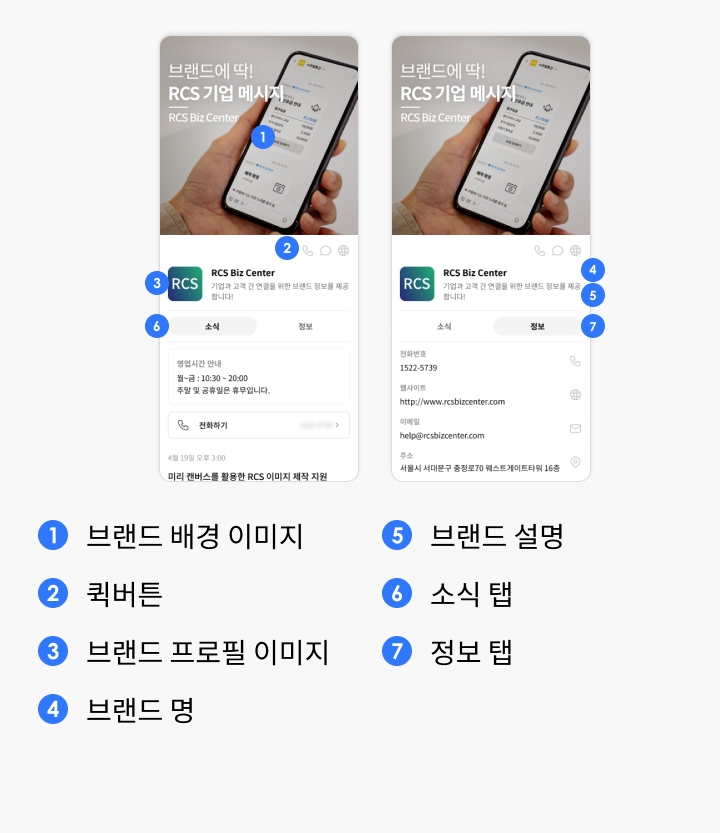 브랜드에 딱!
RCS 기업 메시지
RCS Biz Center
1
2
3
RCS
RCS Biz Center
기업과 고객 간 연결을 위한 브랜드 정보를 제공
합니다!
6
소식
정보
영업시간 안내
월~금 : 10:30 ~ 20:00
주말 및 공휴일은 휴무입니다.
전화하기
4월 19일 오후 3:00
미리 캔버스를 활용한 RCS 이미지 제작 지원
브랜드에 딱!
RCS 기업 메시지
RCS Biz Center
RCS
RCS Biz Center
4
기업과 고객 간 연결을 위한 브랜드 정보를 제공
합니다!
5
소식
정보
7
전화번호
1522-5739
웹사이트
http://www.rcsbizcenter.com
이메일
help@rcsbizcenter.com
주소
서울시 서대문구 충정로70 웨스트게이트타워 16층
1 브랜드 배경 이미지
2 퀵버튼
3 브랜드 프로필 이미지
4 브랜드 명
5 브랜드 설명
6 소식 탭
7 정보 탭